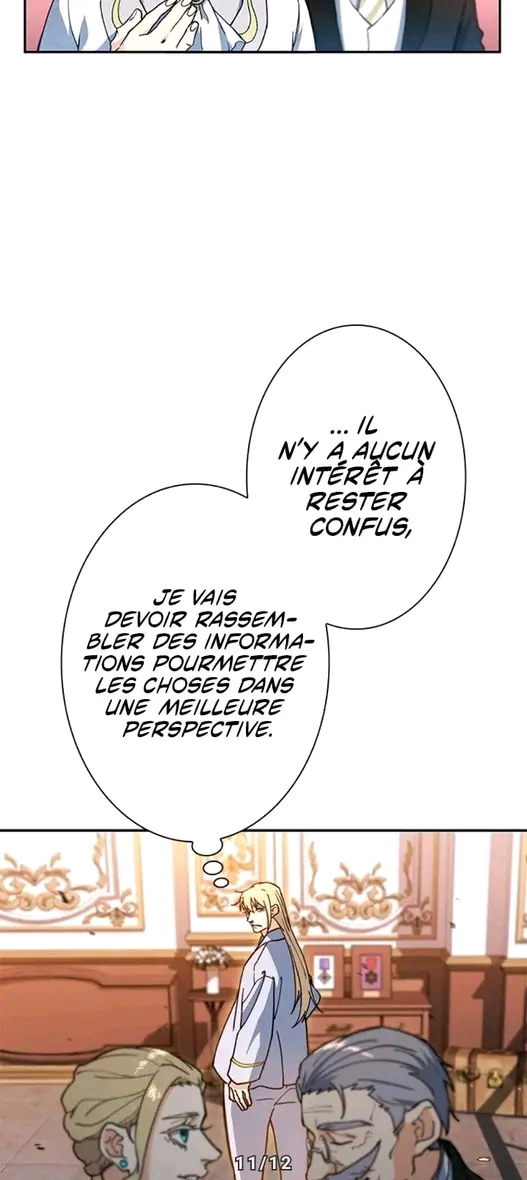 ... IL
N'Y A AUCUN
INTÉRÊT À
RESTER
CONFUS,
JE VAIS
DEVOIR RASSEM-
BLER DES INFORMA-
TIONS POURMETTRE
LES CHOSES DANS
UNE MEILLEURE
PERSPECTIVE.
11/12